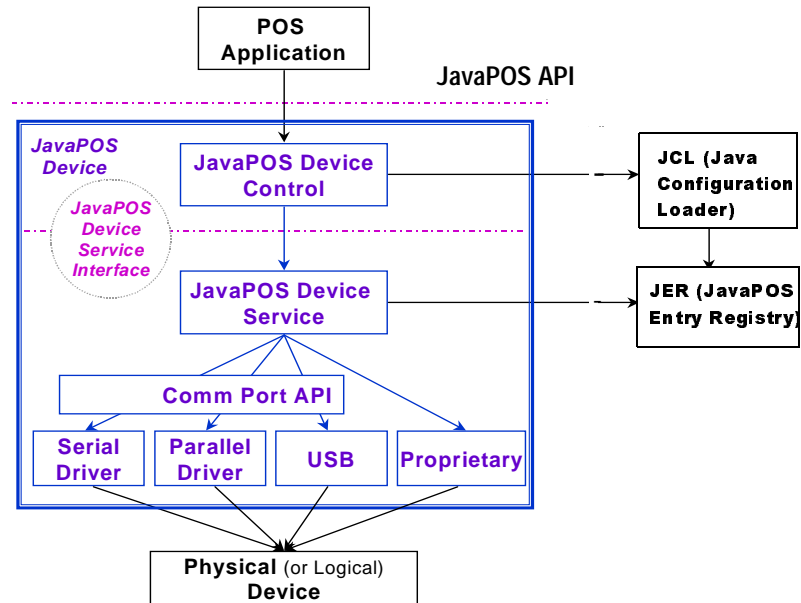 POS
Application
JavaPOS API
JavaPOS
Device
JavaPOS Device
Control
JCL (Java
Configuration
Loader)
JavaPOS
Device
Service
Interface
JavaPOS Device
Service
JER (JavaPOS
Entry Registry)
Comm Port API
Serial
Driver
Parallel
Driver
USB
Proprietary
Physical (or Logical)
Device